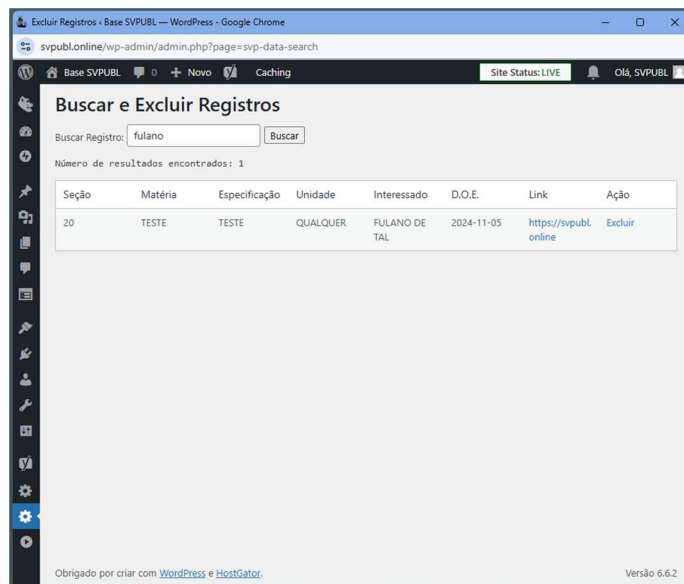 Excluir Registros ‹ Base SVPUBL — WordPress - Google Chrome
svpubl.online/wp-admin/admin.php?page=svp-data-search
Base SVPUBL 0 Novo Caching Site Status: LIVE Olá, SVPUBL
Buscar e Excluir Registros
Buscar Registro: fulano Buscar
Número de resultados encontrados: 1
Seção Matéria Especificação Unidade Interessado D.O.E. Link Ação
20 TESTE TESTE QUALQUER FULANO DE TAL 2024-11-05 https://svpubl.online Excluir
Obrigado por criar com WordPress e HostGator. Versão 6.6.2